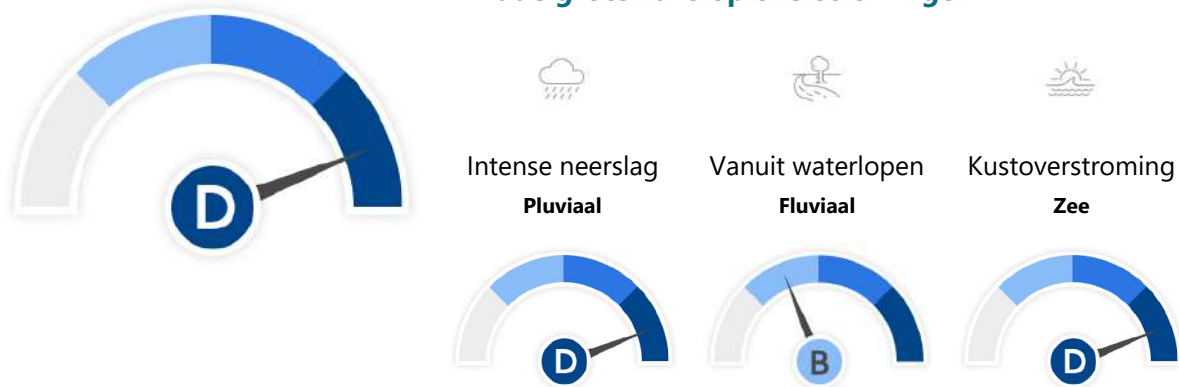 D
Intense neerslag
Pluviaal
Vanuit waterlopen
Fluviaal
Kustoverstroming
Zee
D
B
D